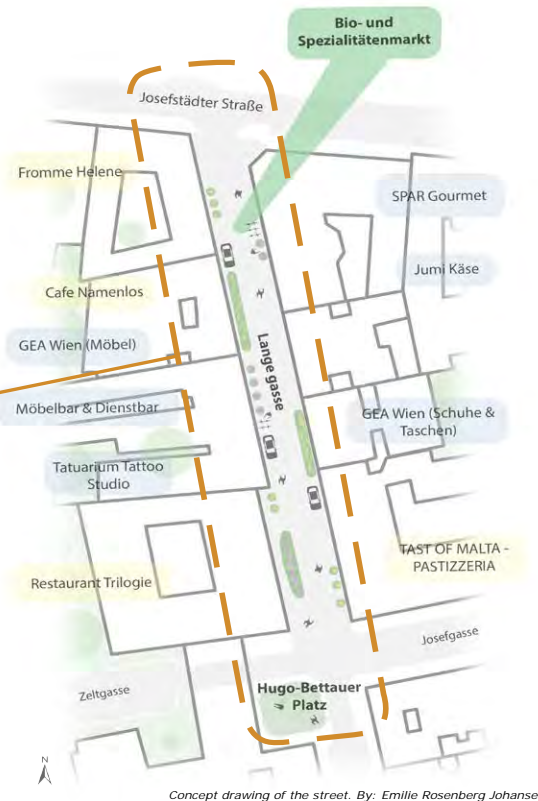 Bio- und
Spezialitätenmarkt
Josefstädter Straße
Fromme Helene
SPAR Gourmet
Jumi Käse
Cafe Namenlos
GEA Wien (Möbel)
Lange gasse
Möbelbar & Dienstbar
GEA Wien (Schuhe &
Taschen)
Tatuarium Tattoo
Studio
TAST OF MALTA -
PASTIZZERIA
Restaurant Trilogie
Josefgasse
Zeltgasse
Hugo-Bettauer
Platz
N
Concept drawing of the street. By: Emilie Rosenberg Johanse